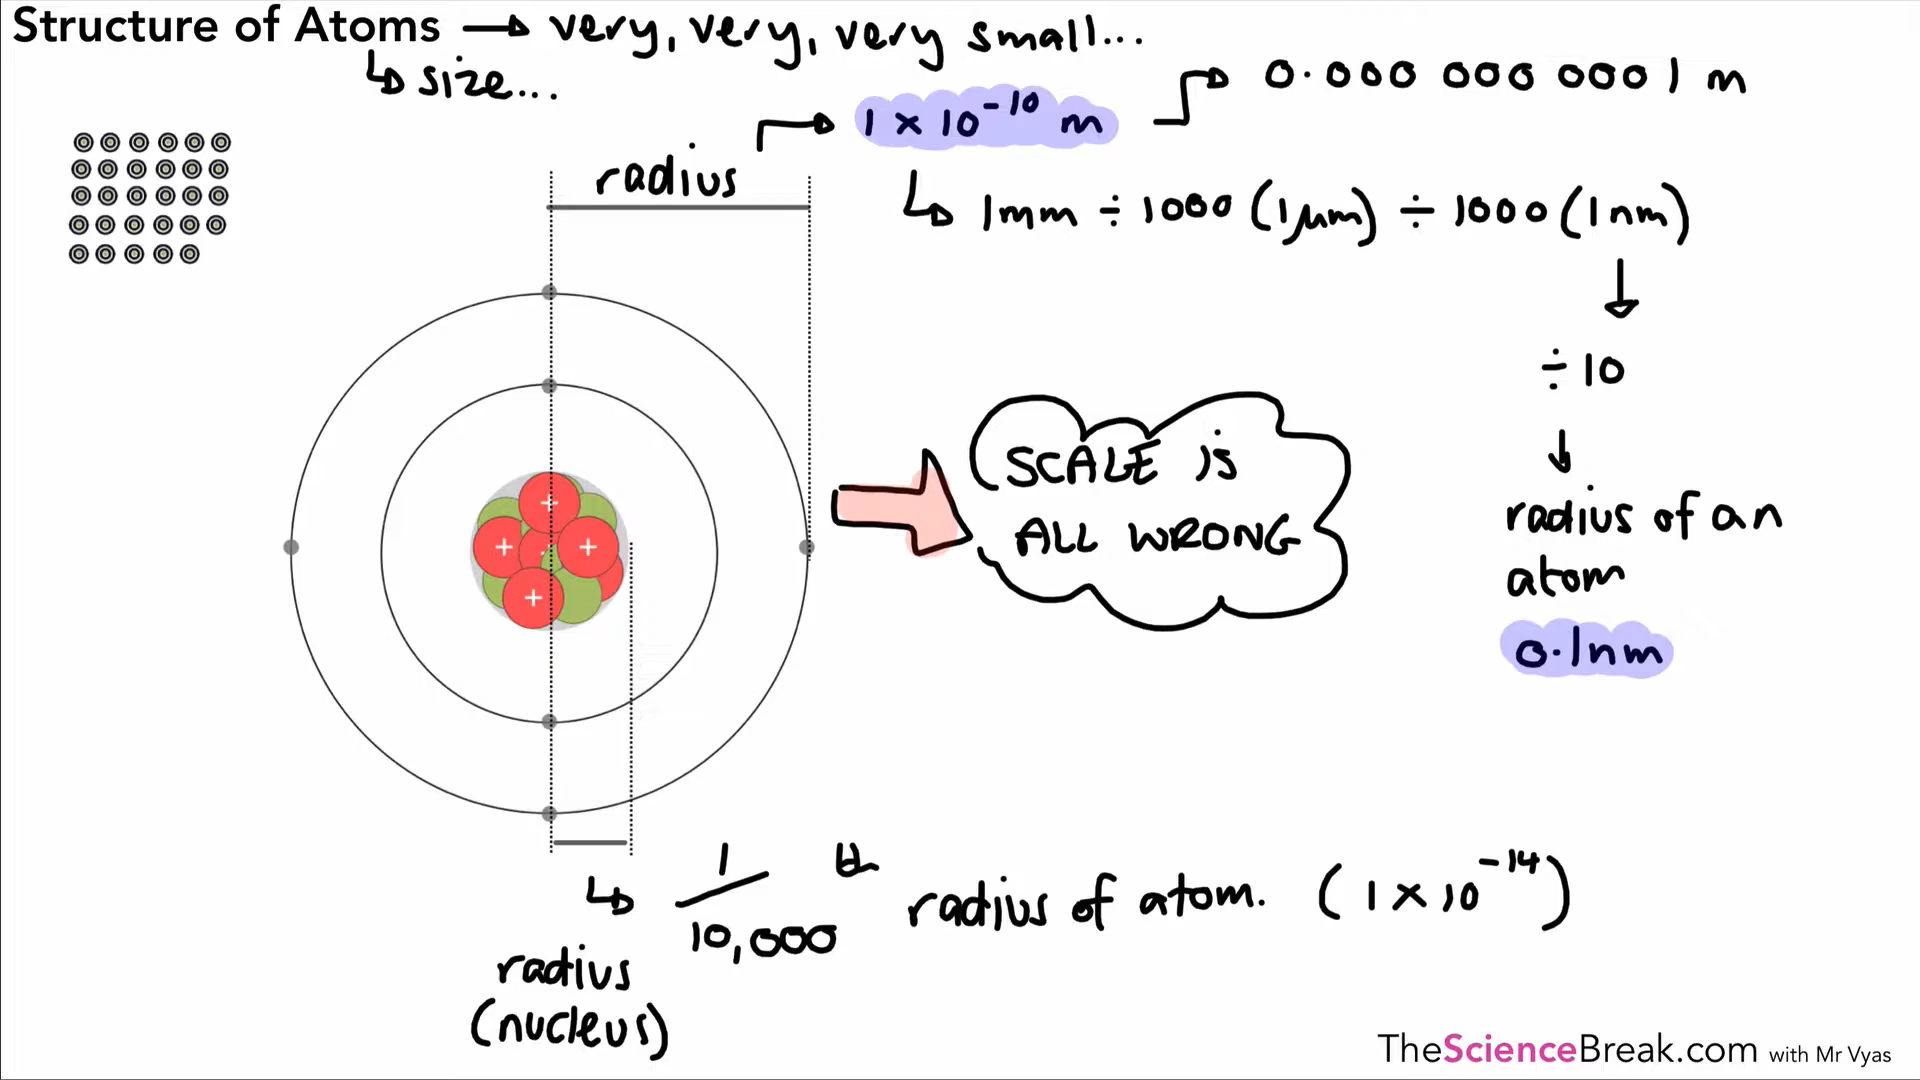 Structure of Atoms → very, very, very small...
↳ size...
0.000 000 000 1 m
1 × 10⁻¹⁰ m
radius
1mm ÷ 1000 (1μm) ÷ 1000 (1nm)
÷ 10
SCALE is
ALL WRONG
radius of an
atom
0.1nm
+
+ +
+
1/10,000 th radius of atom. (1 × 10⁻¹⁴)
radius
(nucleus)
TheScienceBreak.com with Mr Vyas